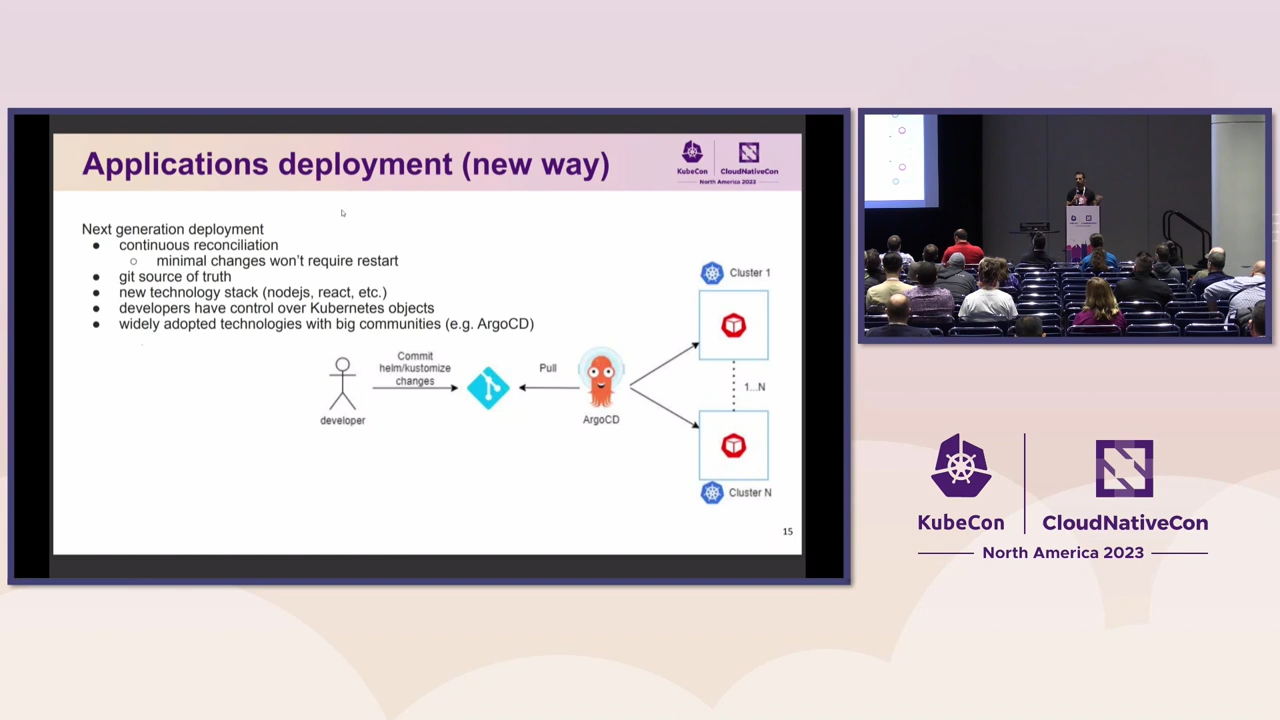 Applications deployment (new way)
KubeCon
CloudNativeCon
North America 2023
Next generation deployment
● continuous reconciliation
○ minimal changes won't require restart
● git source of truth
● new technology stack (nodejs, react, etc.)
● developers have control over Kubernetes objects
● widely adopted technologies with big communities (e.g. ArgoCD)
Cluster 1
Commit
helm/kustomize
changes
Pull
1...N
developer
ArgoCD
Cluster N
15
KubeCon
CloudNativeCon
North America 2023